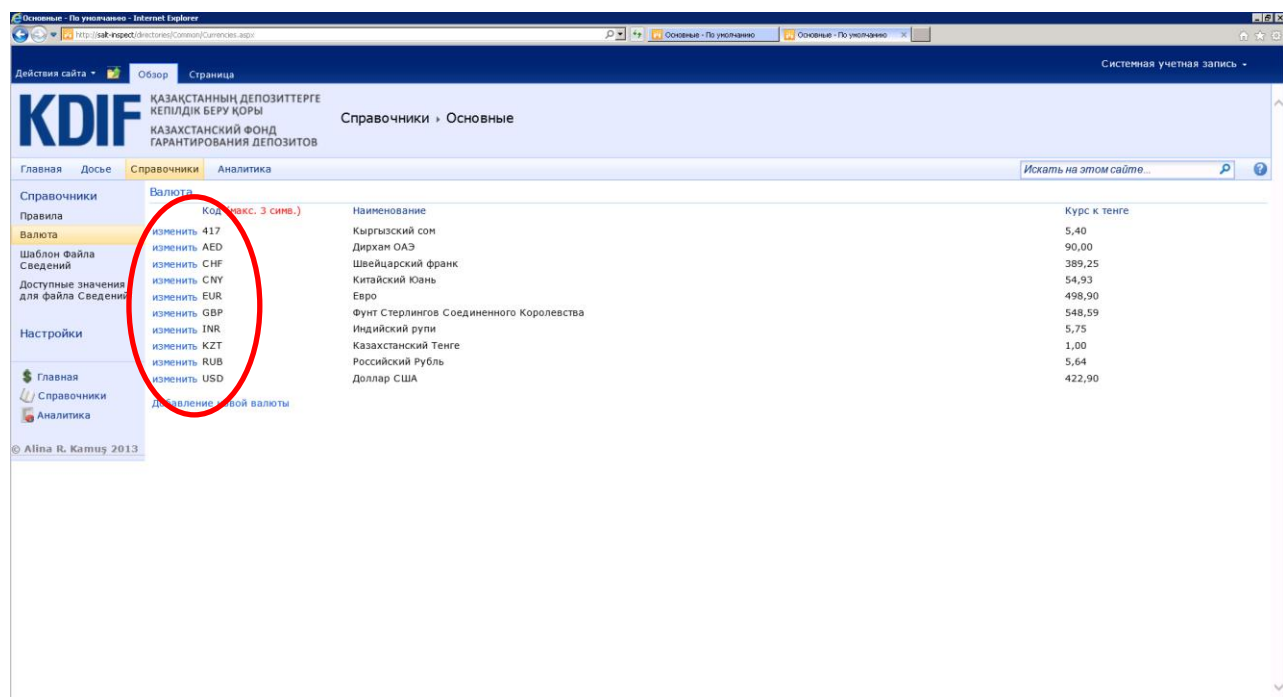 Основные - По умолчанию - Internet Explorer
http://salt-inspect/directories/Common/Currencies.aspx
Основные - По умолчанию
Основные - По умолчанию
Действия сайта
Обзор
Страница
Системная учетная запись
KDIF
ҚАЗАҚСТАННЫҢ ДЕПОЗИТТЕРГЕ
КЕПІЛДІК БЕРУ ҚОРЫ
КАЗАХСТАНСКИЙ ФОНД
ГАРАНТИРОВАНИЯ ДЕПОЗИТОВ
Справочники › Основные
Главная Досье Справочники Аналитика
Искать на этом сайте...
Справочники
Правила
Валюта
Шаблон Файла
Сведений
Доступные значения
для файла Сведений
Настройки
Главная
Справочники
Аналитика
© Alina R. Kamuş 2013
Валюта
Код (макс. 3 симв.) Наименование Курс к тенге
изменить 417 Кыргызский сом 5,40
изменить AED Дирхам ОАЭ 90,00
изменить CHF Швейцарский франк 389,25
изменить CNY Китайский Юань 54,93
изменить EUR Евро 498,90
изменить GBP Фунт Стерлингов Соединенного Королевства 548,59
изменить INR Индийский рупи 5,75
изменить KZT Казахстанский Тенге 1,00
изменить RUB Российский Рубль 5,64
изменить USD Доллар США 422,90
Добавление новой валюты